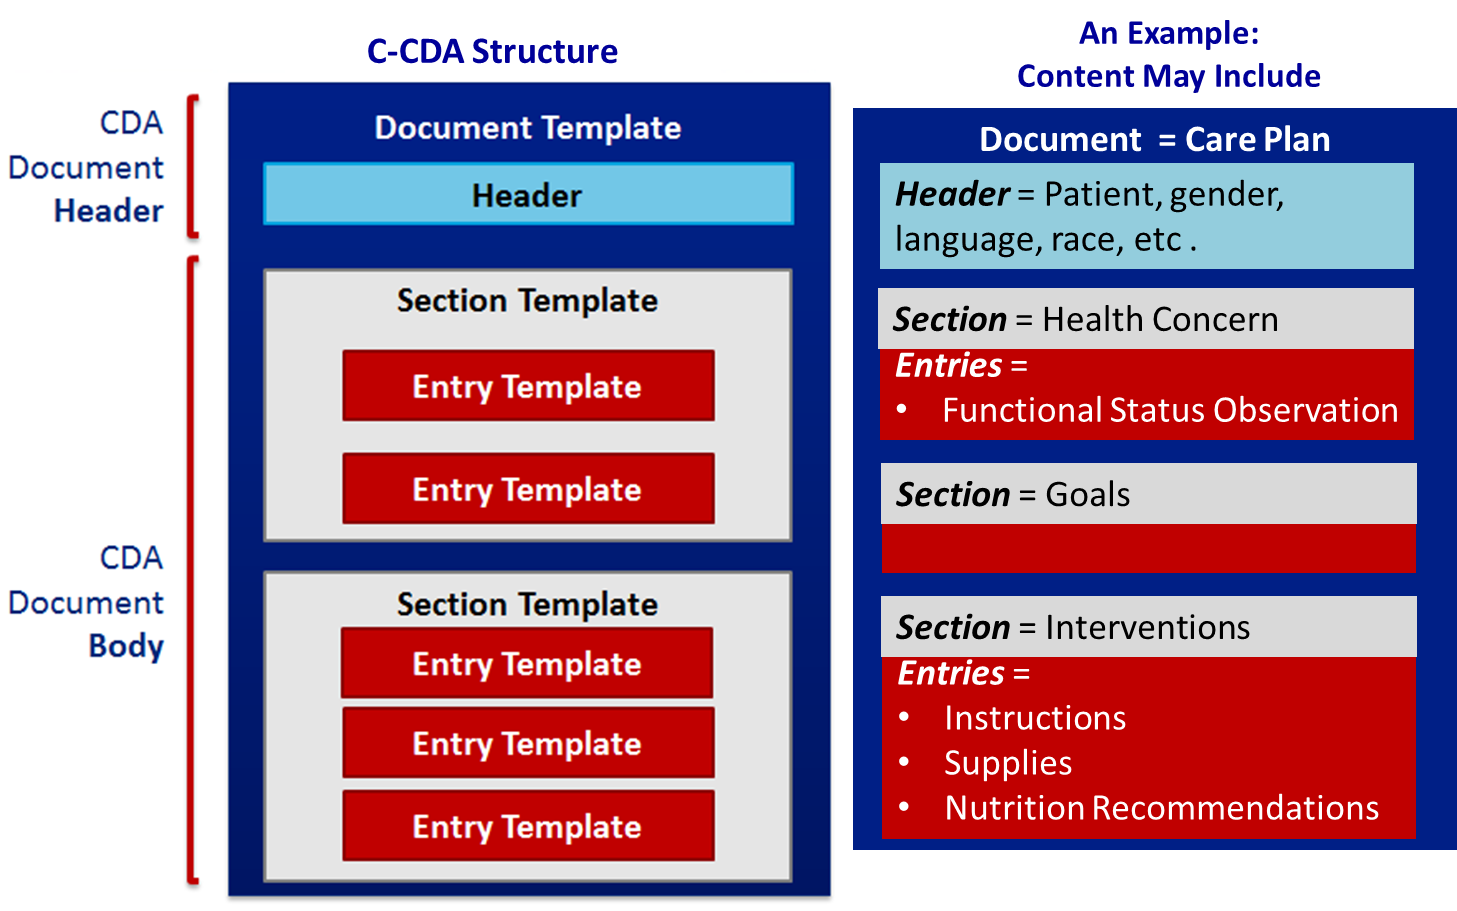 C-CDA Structure
CDA
Document
Header
Document Template
Header
CDA
Document
Body
Section Template
Entry Template
Entry Template
Section Template
Entry Template
Entry Template
Entry Template
An Example:
Content May Include
Document = Care Plan
Header = Patient, gender,
language, race, etc .
Section = Health Concern
Entries =
• Functional Status Observation
Section = Goals
Section = Interventions
Entries =
• Instructions
• Supplies
• Nutrition Recommendations